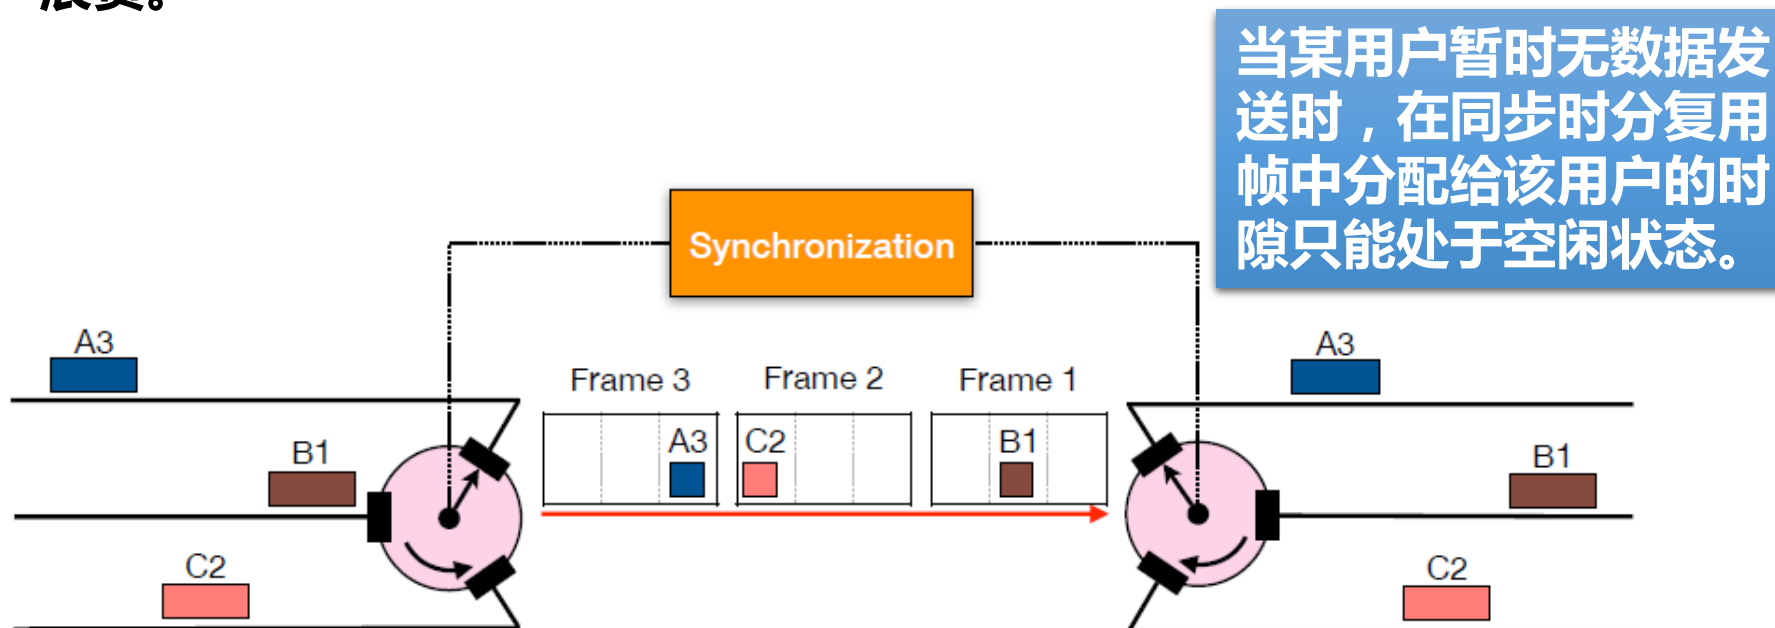 浪费。
当某用户暂时无数据发
送时，在同步时分复用
帧中分配给该用户的时
隙只能处于空闲状态。
Synchronization
A3
A3
Frame 3
Frame 2
Frame 1
A3
C2
B1
B1
B1
C2
C2